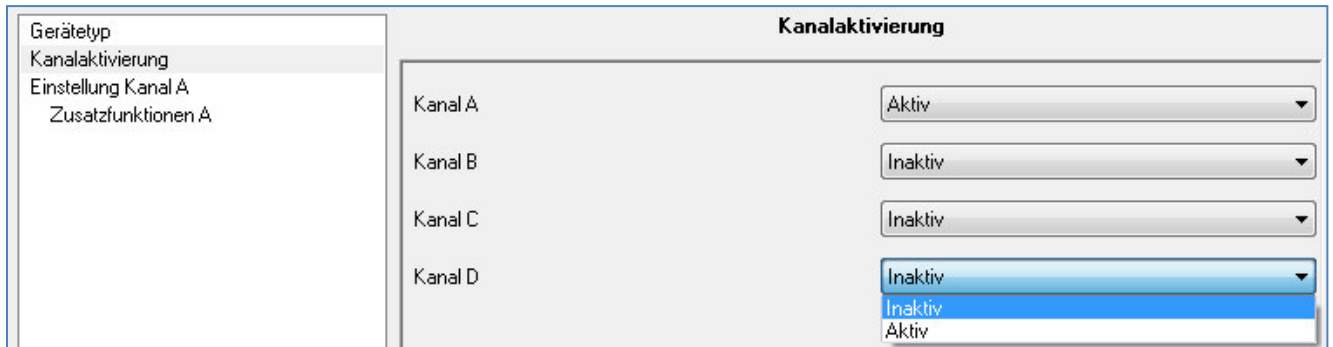 Gerätetyp
Kanalaktivierung
Einstellung Kanal A
Zusatzfunktionen A
Kanalaktivierung
Kanal A
Aktiv
Kanal B
Inaktiv
Kanal C
Inaktiv
Kanal D
Inaktiv
Inaktiv
Aktiv